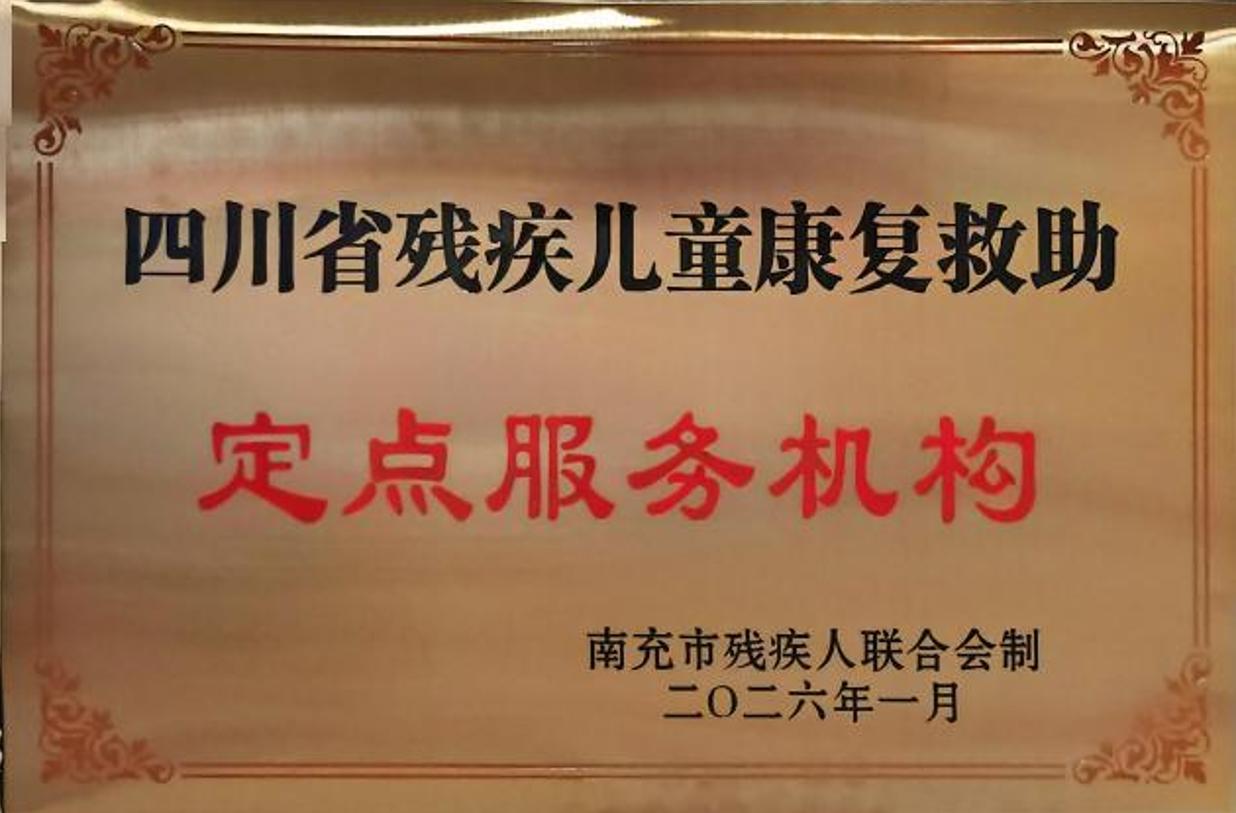 四川省残疾儿童康复救助
定点服务机构
南充市残疾人联合会制
二〇二六年一月